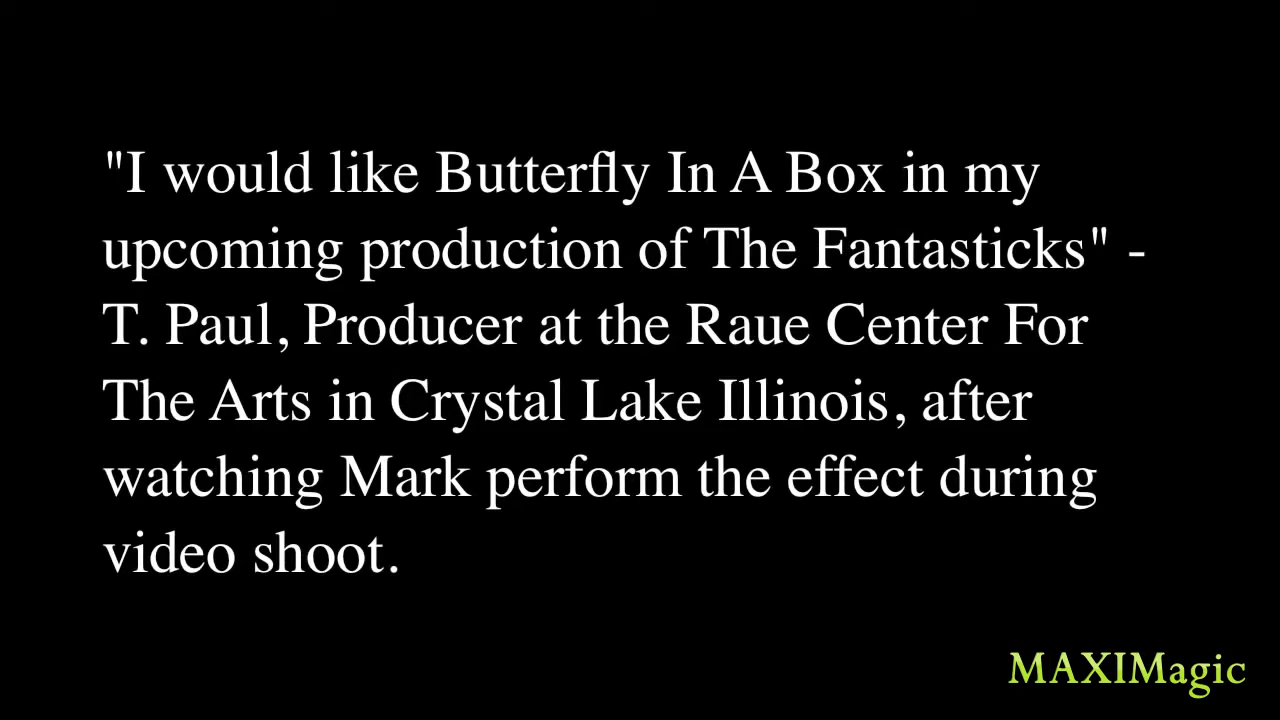 "I would like Butterfly In A Box in my
upcoming production of The Fantasticks" -
T. Paul, Producer at the Raue Center For
The Arts in Crystal Lake Illinois, after
watching Mark perform the effect during
video shoot.
MAXIMagic